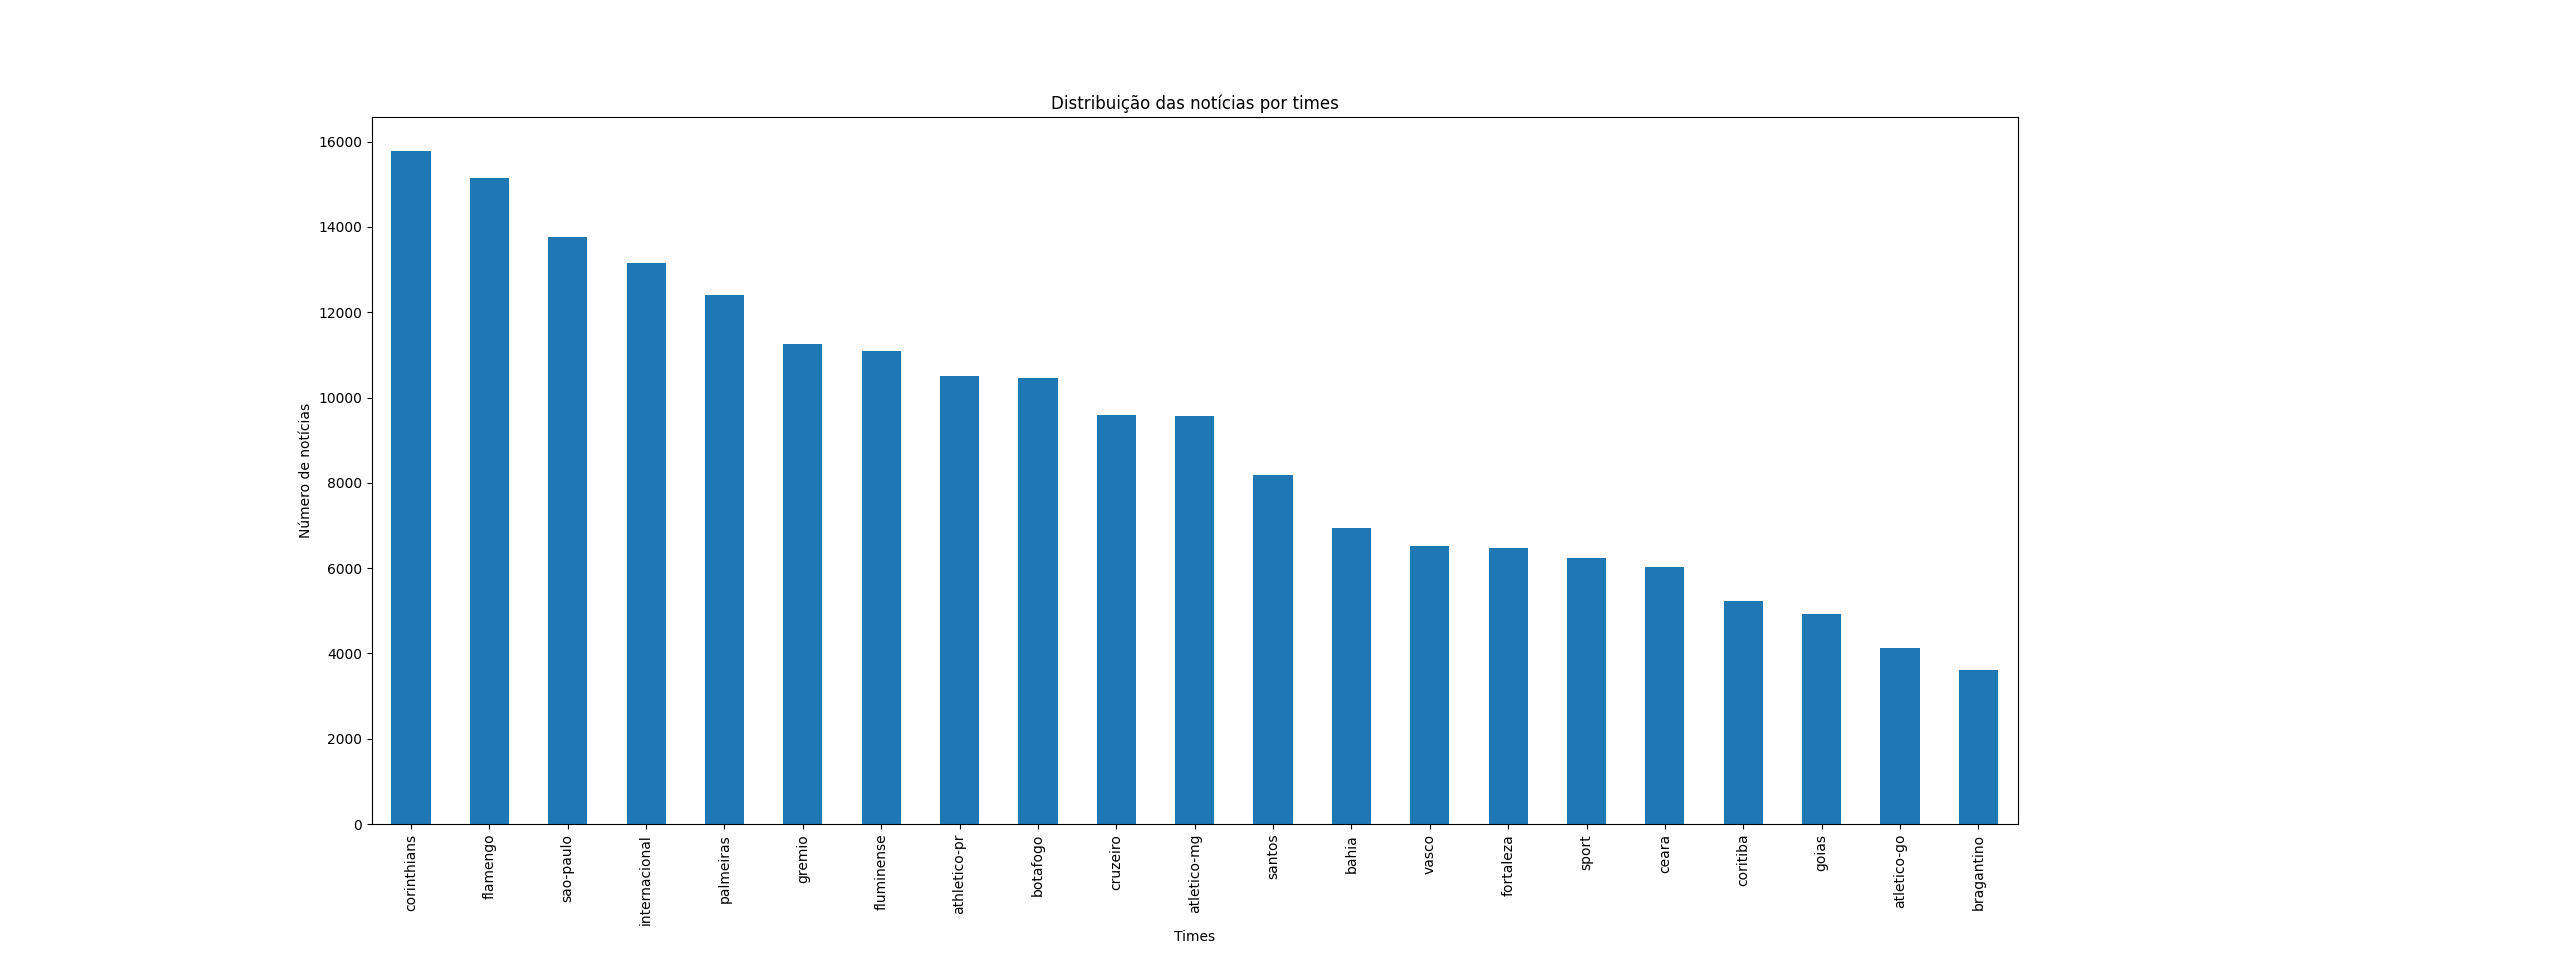 Distribuição das notícias por times
16000
14000
12000
10000
8000
6000
4000
2000
0
Número de notícias
corinthians
flamengo
sao-paulo
internacional
palmeiras
gremio
fluminense
athletico-pr
botafogo
cruzeiro
atletico-mg
santos
bahia
vasco
fortaleza
sport
ceara
coritiba
goias
atletico-go
bragantino
Times